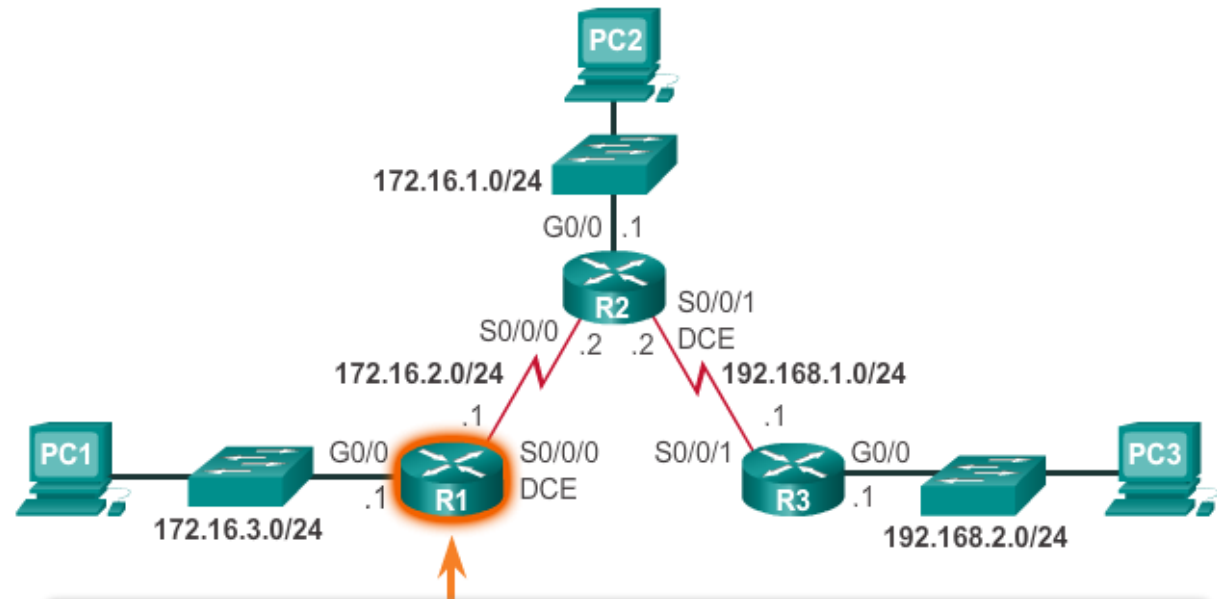 PC2
172.16.1.0/24
G0/0 .1
R2
S0/0/1
DCE
S0/0/0
.2 .2
172.16.2.0/24
192.168.1.0/24
.1 .1
PC1
G0/0
S0/0/0
DCE
.1
R1
172.16.3.0/24
S0/0/1
G0/0
R3
.1
PC3
192.168.2.0/24